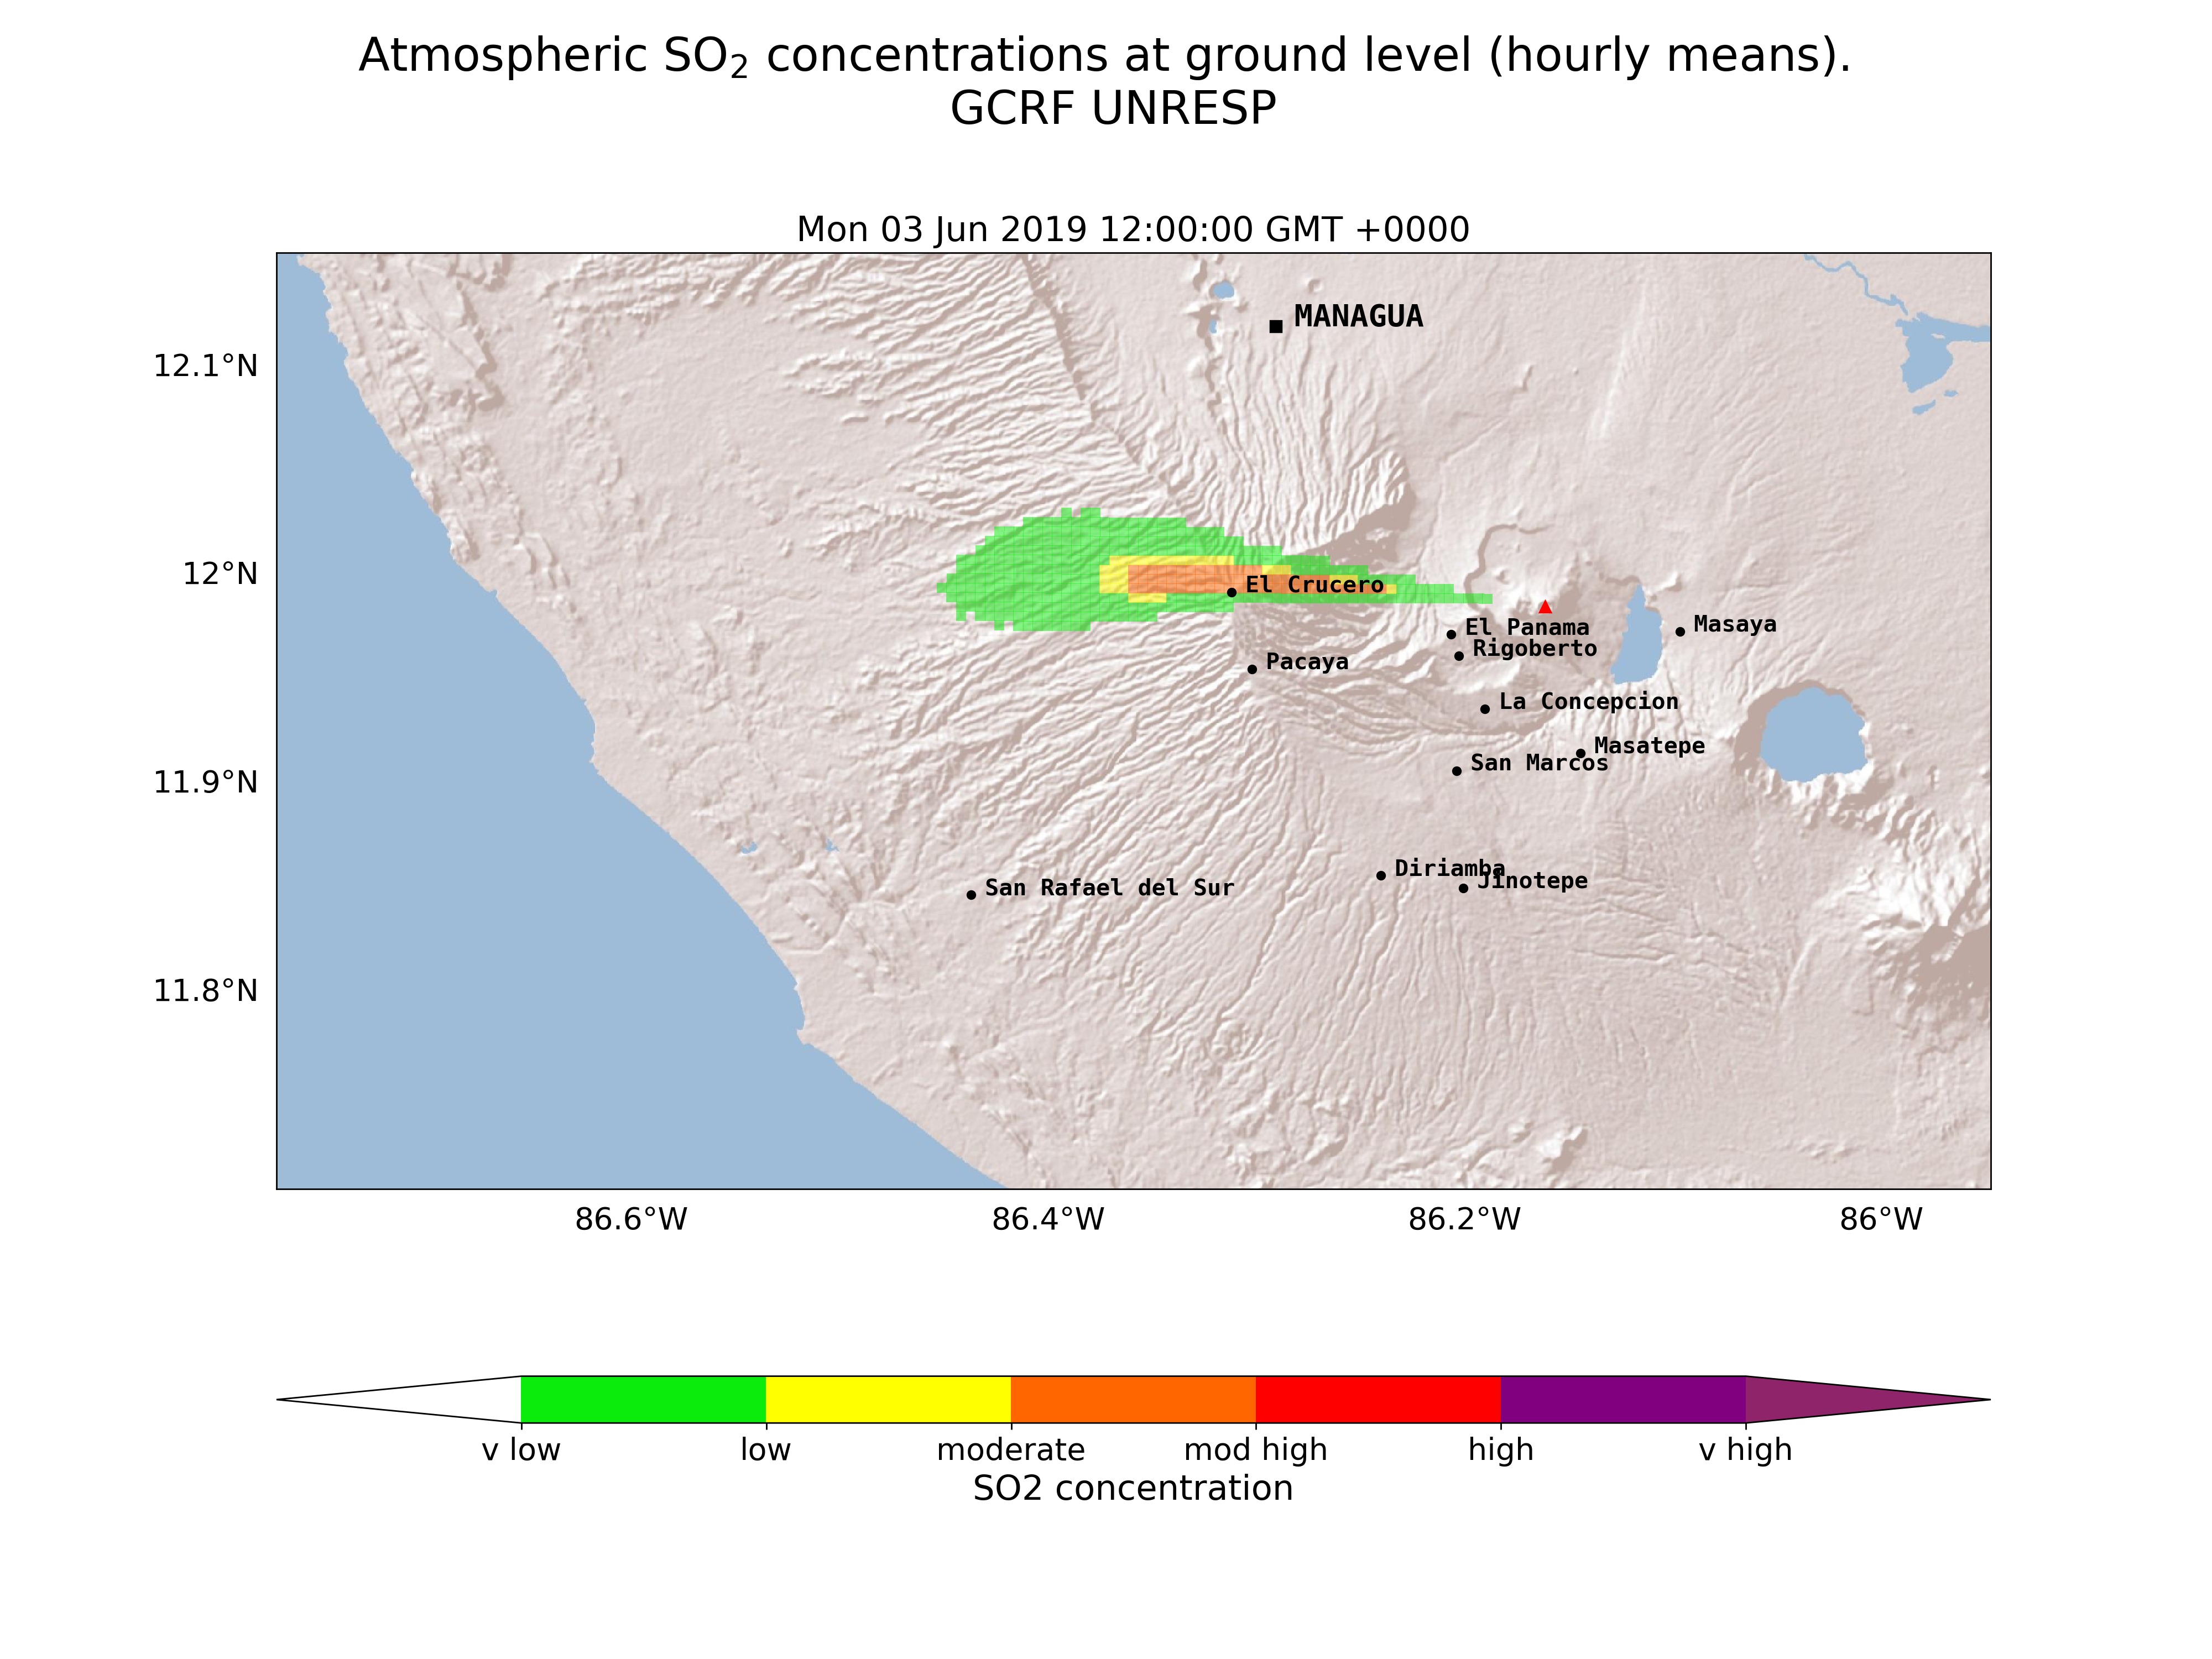 Atmospheric SO₂ concentrations at ground level (hourly means).
GCRF UNRESP
Mon 03 Jun 2019 12:00:00 GMT +0000
MANAGUA
12.1°N
12°N
El Crucero
Masaya
El Panama
Rigoberto
Pacaya
La Concepcion
Masatepe
San Marcos
11.9°N
Diriamba
Jinotepe
San Rafael del Sur
11.8°N
86.6°W 86.4°W 86.2°W 86°W
v low low moderate mod high high v high
SO2 concentration